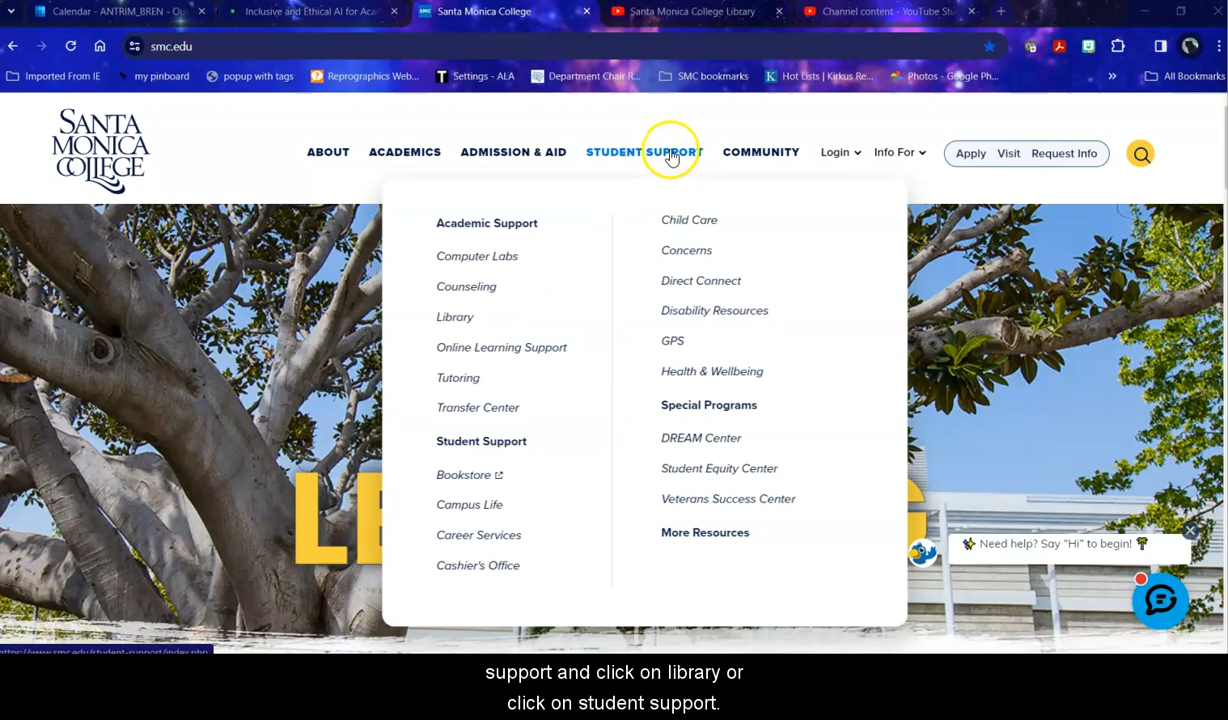 Calendar - ANTRIM_BREN - Ou
Inclusive and Ethical AI for Aca
SMC
Santa Monica College
Santa Monica College Library
Channel content - YouTube Stu
smc.edu
Imported From IE
my pinboard
popup with tags
Reprographics Web...
Settings - ALA
Department Chair R...
SMC bookmarks
Hot Lists | Kirkus Re...
Photos - Google Ph...
All Bookmarks
SANTA
MONICA
COLLEGE
ABOUT
ACADEMICS
ADMISSION & AID
STUDENT SUPPORT
COMMUNITY
Login
Info For
Apply
Visit
Request Info
Academic Support
Computer Labs
Counseling
Library
Online Learning Support
Tutoring
Transfer Center
Student Support
Bookstore
Campus Life
Career Services
Cashier's Office
Child Care
Concerns
Direct Connect
Disability Resources
GPS
Health & Wellbeing
Special Programs
DREAM Center
Student Equity Center
Veterans Success Center
More Resources
Need help? Say "Hi" to begin!
https://www.smc.edu/student-support/index.php
support and click on library or
click on student support.